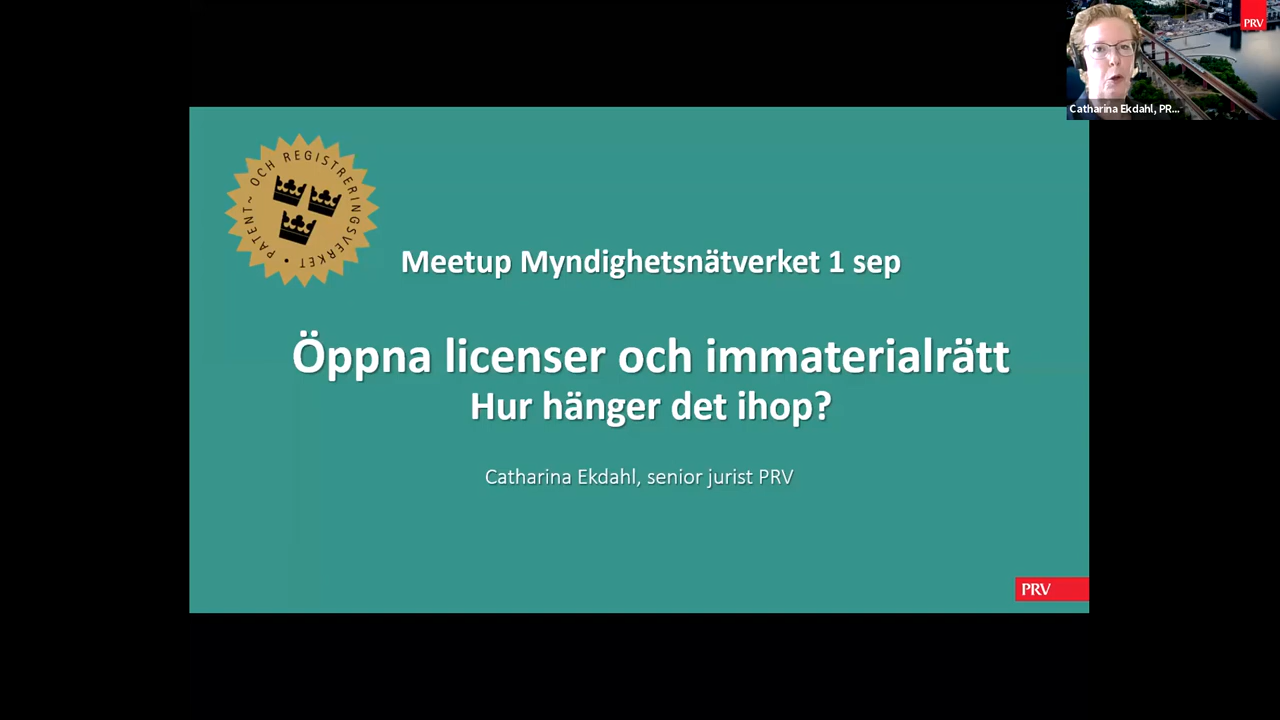 PRV
Catharina Ekdahl, PR...
PATENT~ OCH REGISTRERINGSVERKET •
Meetup Myndighetsnätverket 1 sep
Öppna licenser och immaterialrätt
Hur hänger det ihop?
Catharina Ekdahl, senior jurist PRV
PRV